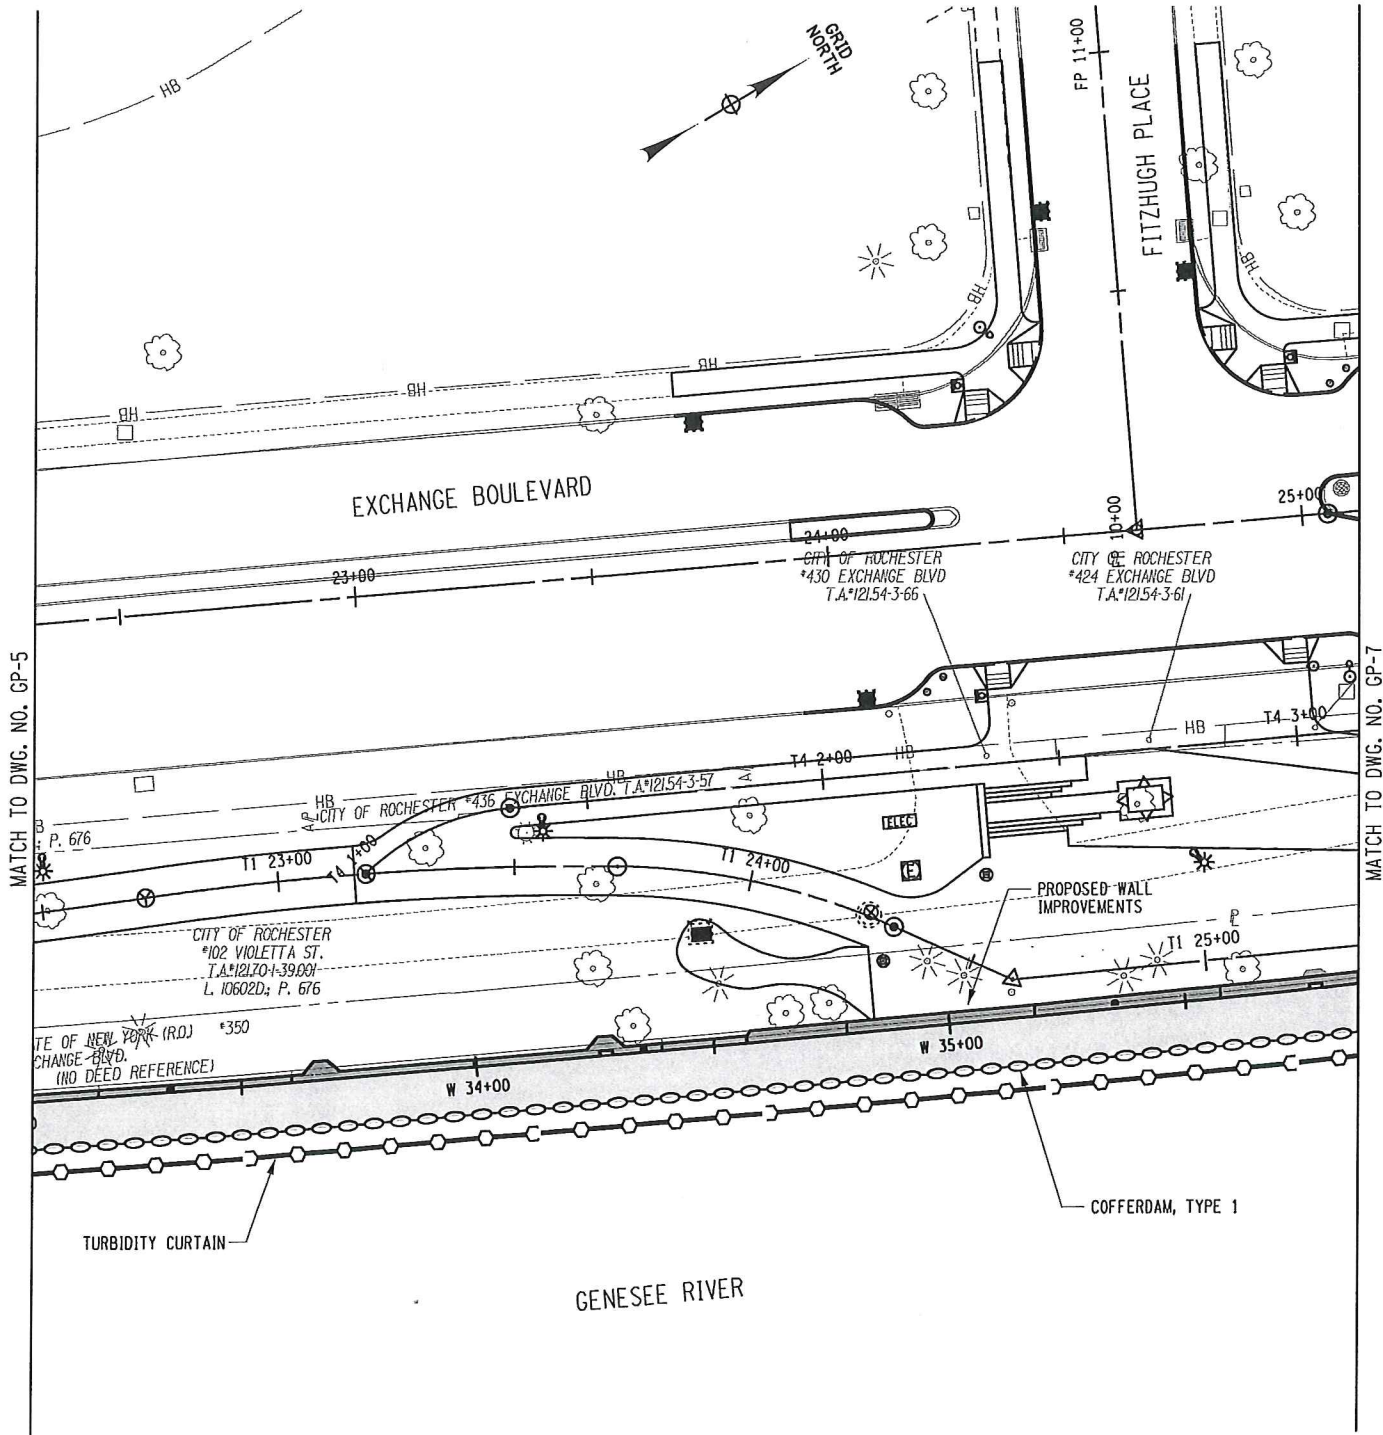 GRID
NORTH
HB
FP 11+00
FITZHUGH PLACE
HB
HB
HB
HB
HB
EXCHANGE BOULEVARD
25+00
FP 10+00
24+00
23+00
CITY OF ROCHESTER
#430 EXCHANGE BLVD
T.A.#121.54-3-66
CITY OF ROCHESTER
#424 EXCHANGE BLVD
T.A.#121.54-3-61
MATCH TO DWG. NO. GP-5
MATCH TO DWG. NO. GP-7
T4 3+00
HB
HB
T4 2+00
HB
HB
CITY OF ROCHESTER #436 EXCHANGE BLVD. T.A.#121.54-3-57
; P. 676
ELEC
T4 1+00
T1 23+00
T1 24+00
E
PROPOSED WALL
IMPROVEMENTS
T1 25+00
CITY OF ROCHESTER
#102 VIOLETTA ST.
T.A.#121.70-1-39.001
L. 10602D; P. 676
TE OF NEW YORK (R.O.) #350
CHANGE BLVD.
(NO DEED REFERENCE)
W 35+00
W 34+00
COFFERDAM, TYPE 1
TURBIDITY CURTAIN
GENESEE RIVER